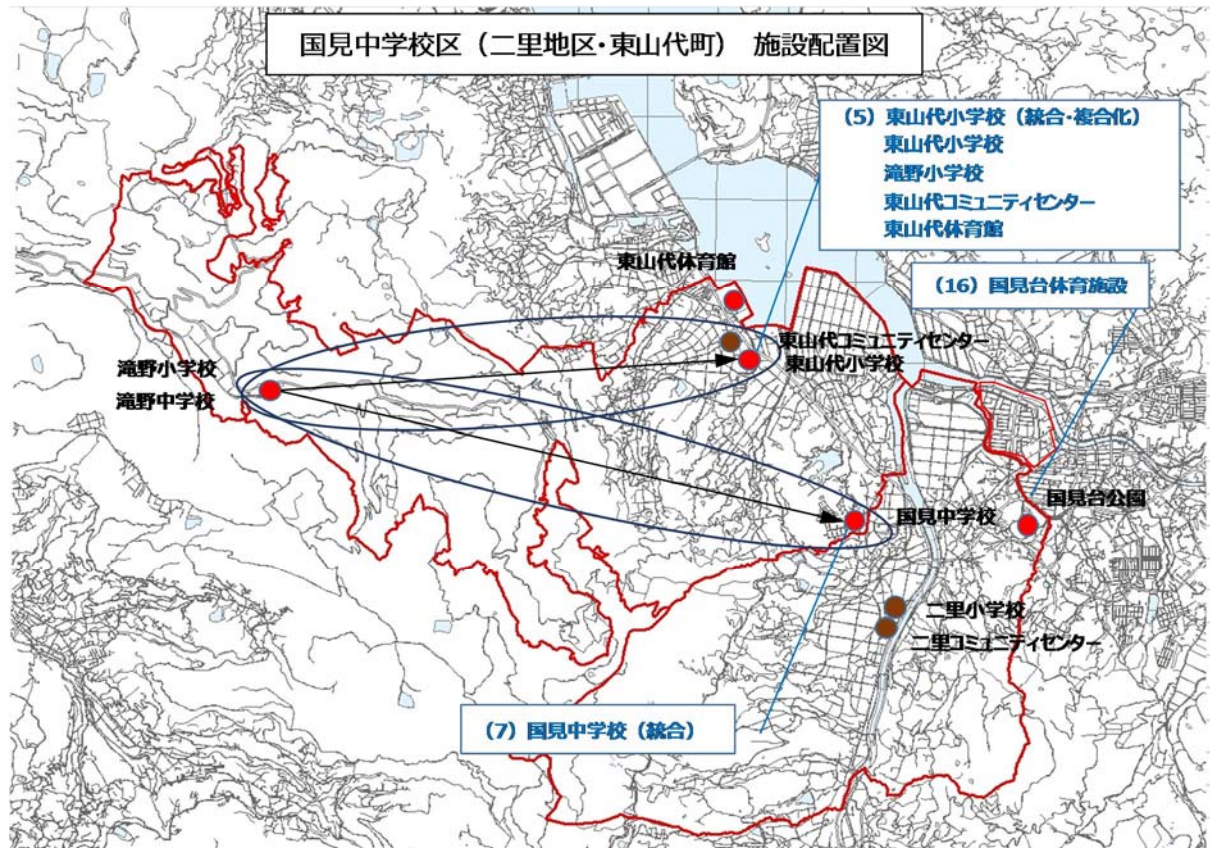 国見中学校区（二里地区・東山代町） 施設配置図
（5）東山代小学校（統合・複合化）
東山代小学校
滝野小学校
東山代コミュニティセンター
東山代体育館
東山代体育館
（16）国見台体育施設
東山代コミュニティセンター
東山代小学校
滝野小学校
滝野中学校
国見台公園
国見中学校
二里小学校
二里コミュニティセンター
（7）国見中学校（統合）